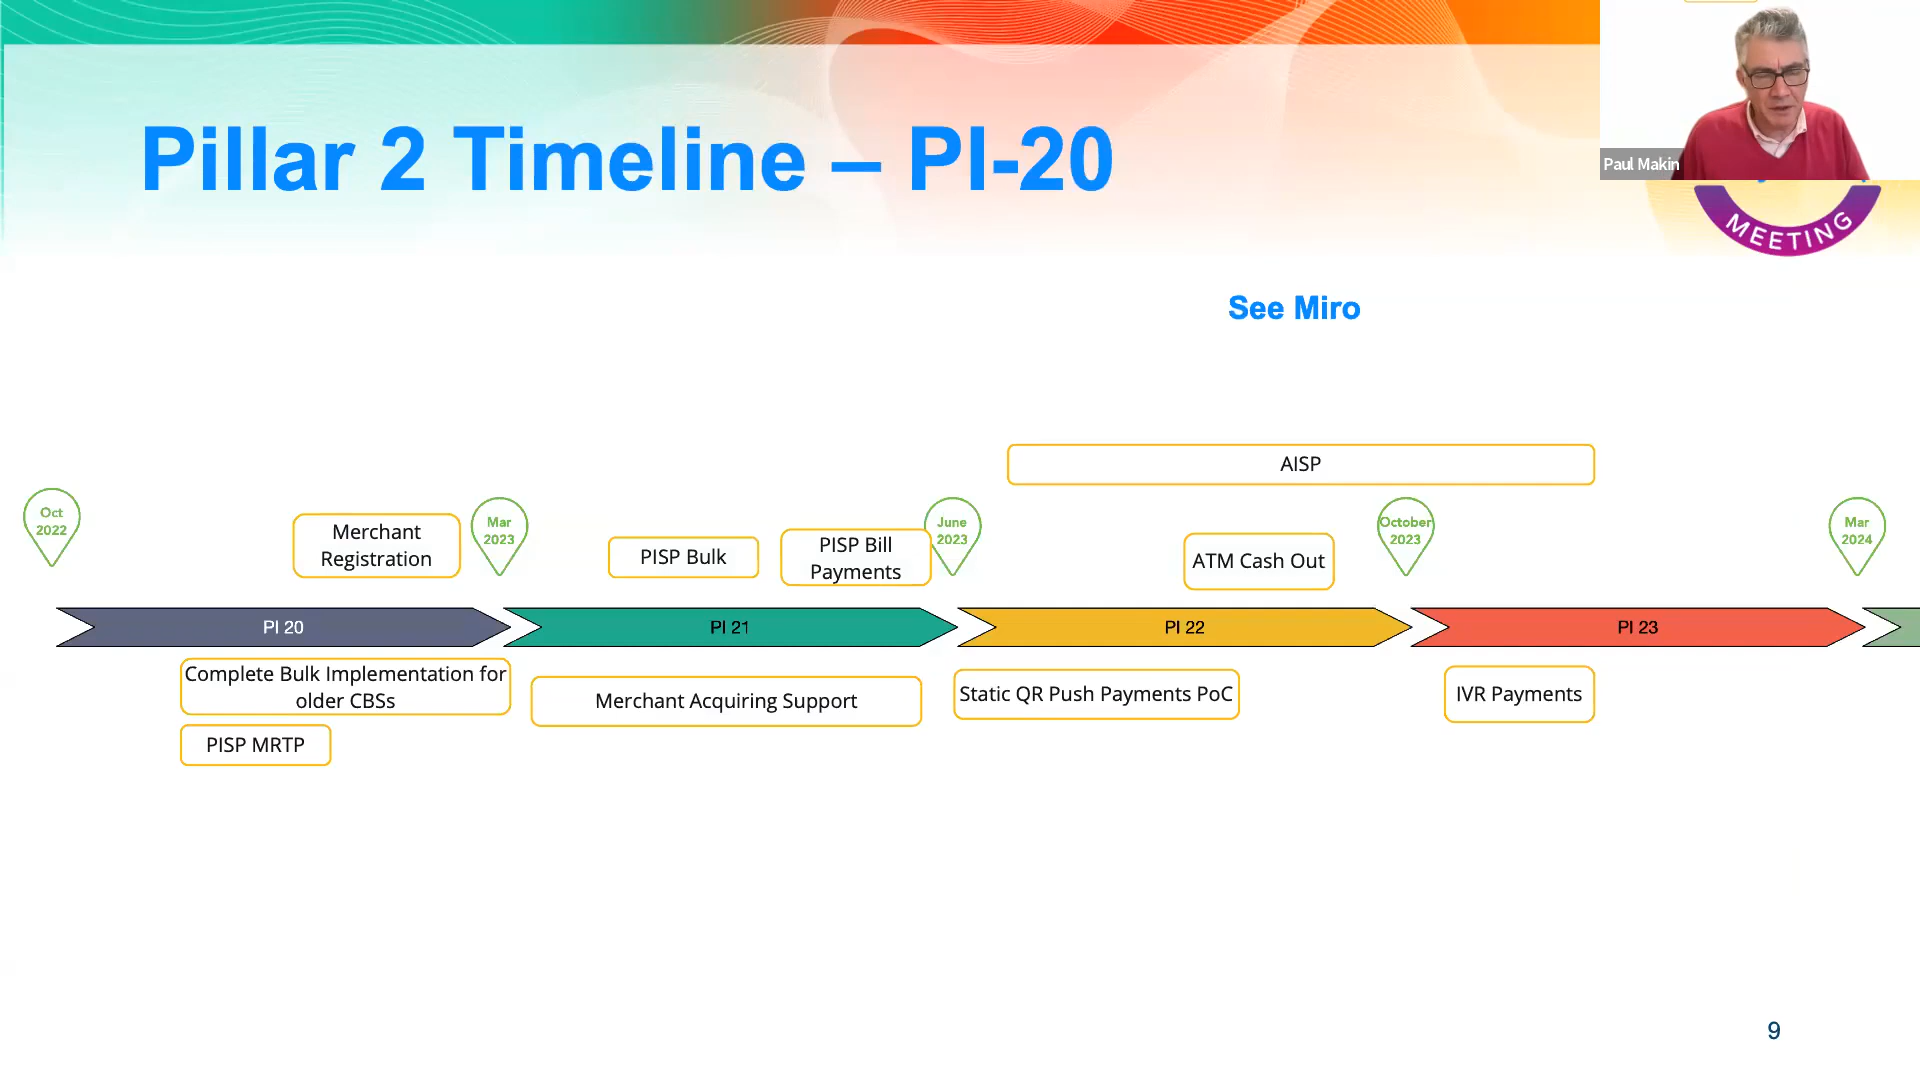 Pillar 2 Timeline – PI-20
Paul Makin
MEETING
See Miro
AISP
Oct
2022
Merchant
Registration
Mar
2023
PISP Bulk
PISP Bill
Payments
June
2023
ATM Cash Out
October
2023
Mar
2024
PI 20
PI 21
PI 22
PI 23
Complete Bulk Implementation for
older CBSs
Merchant Acquiring Support
Static QR Push Payments PoC
IVR Payments
PISP MRTP
9